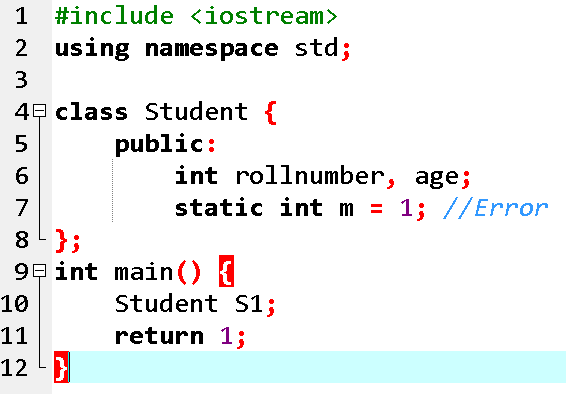 1 #include <iostream>
2 using namespace std;
3
4 class Student {
5     public:
6         int rollnumber, age;
7         static int m = 1; //Error
8 };
9 int main() {
10     Student S1;
11     return 1;
12 }